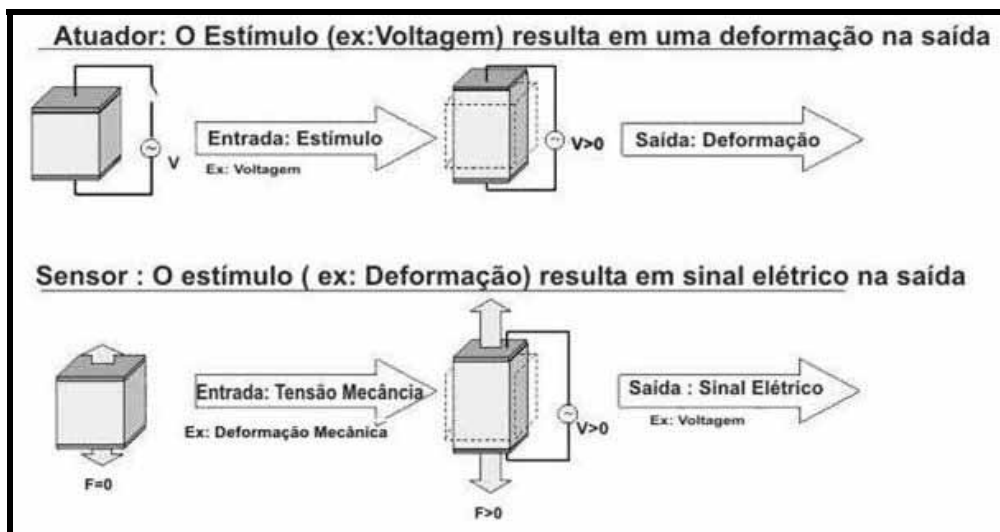 Atuador: O Estímulo (ex:Voltagem) resulta em uma deformação na saída
V
Entrada: Estímulo
Ex: Voltagem
V>0
Saída: Deformação
Sensor : O estímulo ( ex: Deformação) resulta em sinal elétrico na saída
F=0
Entrada: Tensão Mecância
Ex: Deformação Mecânica
V>0
F>0
Saída : Sinal Elétrico
Ex: Voltagem